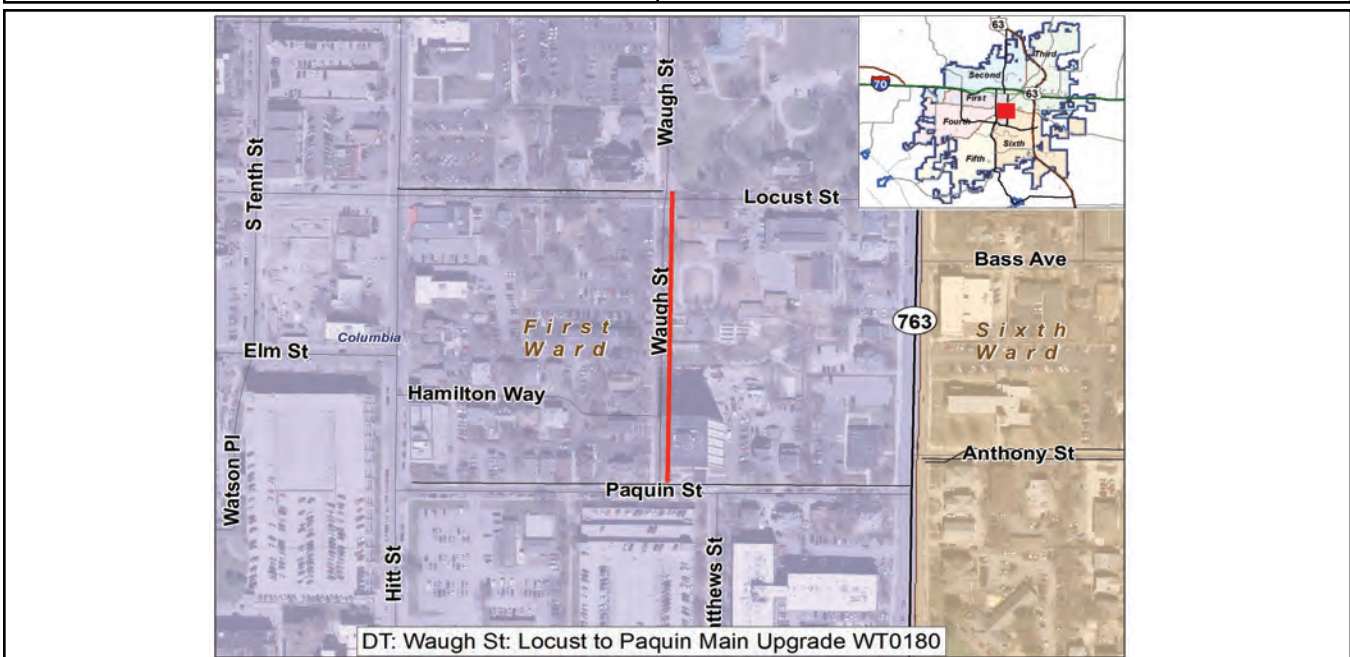 63
Third
Second
70
63
First
Fourth
Sixth
Fifth
Waugh St
S Tenth St
Locust St
Bass Ave
Waugh St
763
First
Ward
Sixth
Ward
Columbia
Elm St
Hamilton Way
Anthony St
Watson Pl
Paquin St
Hitt St
atthews St
DT: Waugh St: Locust to Paquin Main Upgrade WT0180